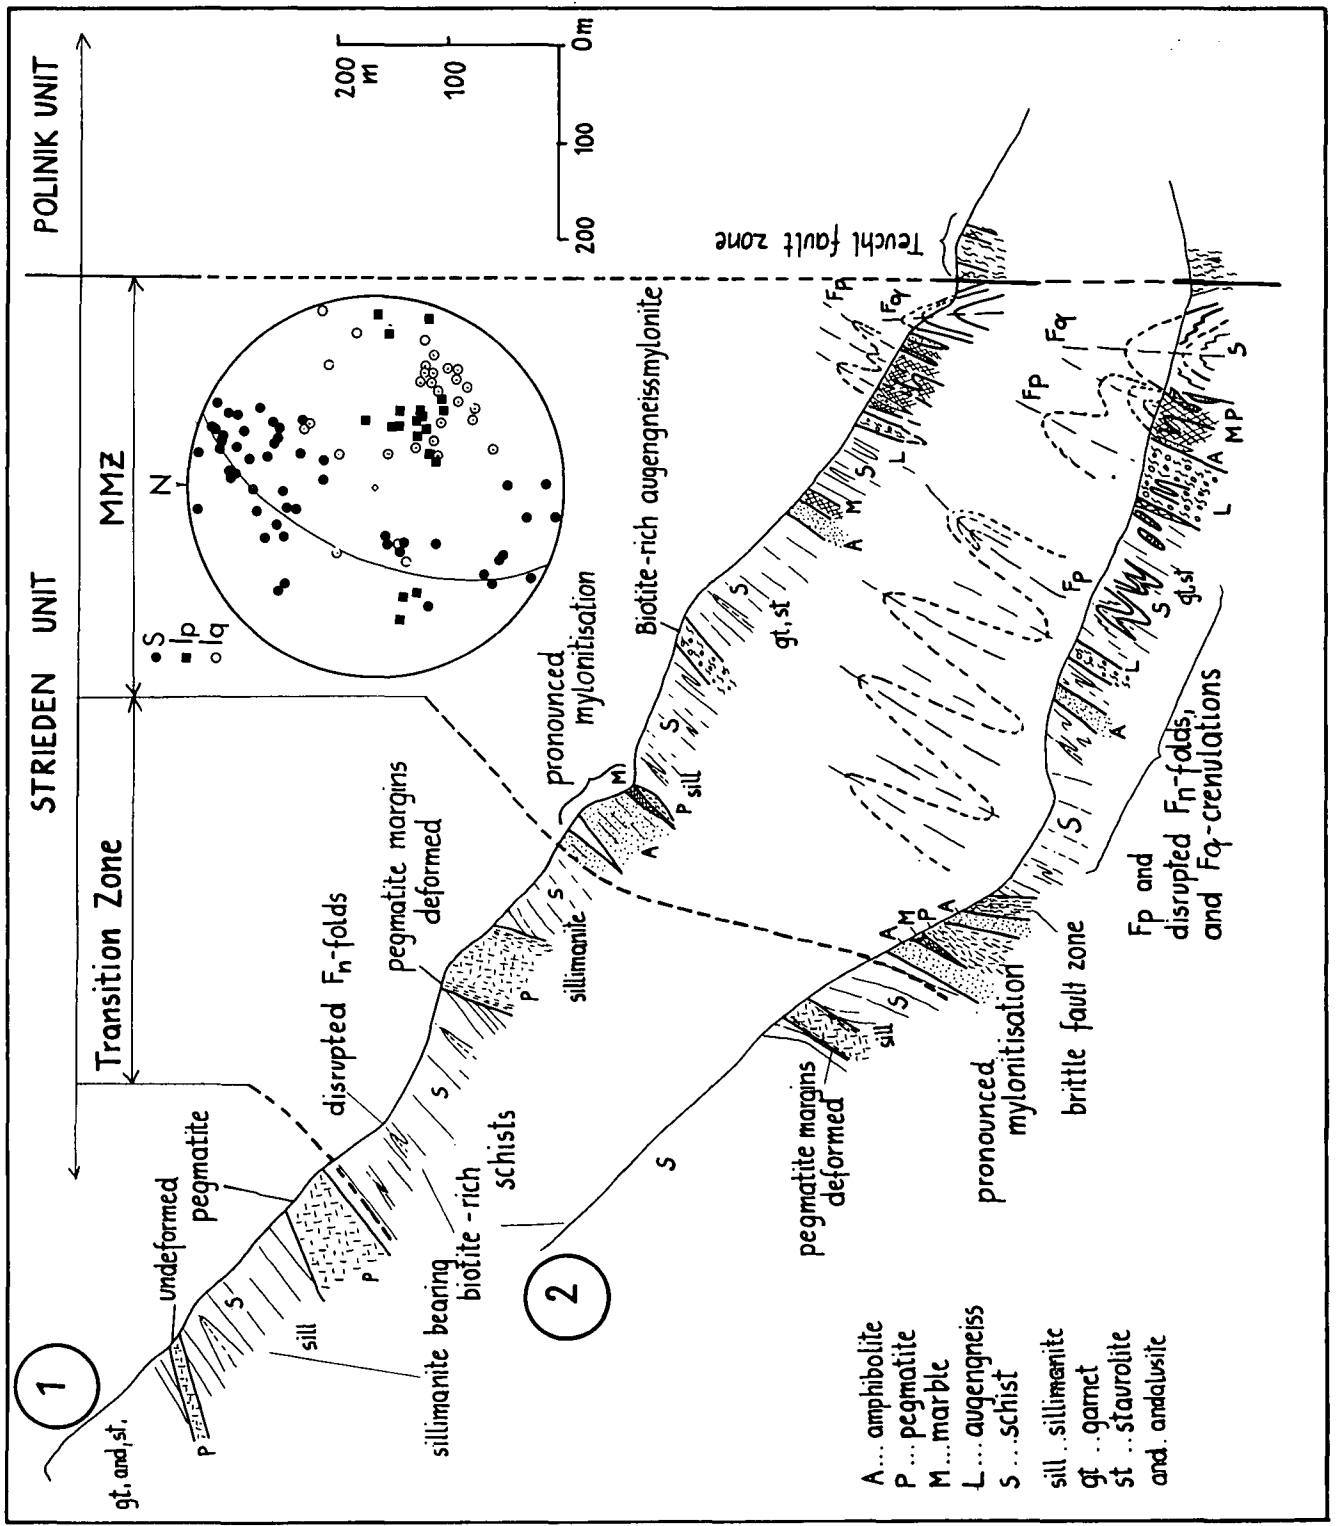 STRIEDEN UNIT
POLINIK UNIT
Transition Zone
MMZ
N
S
lp
lq
200
m
100
0m
100
200
1
gt, and, st.
undeformed
pegmatite
P
S
sill
P
sillimanite bearing
biotite-rich
schists
disrupted Fn-folds
S
pegmatite margins
deformed
P
sillimanite
S
pronounced
mylonitisation
A
M
P
sill
S
Biotite-rich augengneissmylonite
S
gt, st
A
M
S
L
Fp
Fq
Teuchl fault zone
2
S
pegmatite margins
deformed
sill
S
A
M
P
A
pronounced
mylonitisation
brittle fault zone
S
Fp and
disrupted Fn-folds,
and Fq-crenulations
A
L
S
gt,st
Fp
L
A
M
P
Fp
Fq
S
A...amphibolite
P...pegmatite
M...marble
L...augengneiss
S...schist
sill..sillimanite
gt..garnet
st..staurolite
and. andalusite